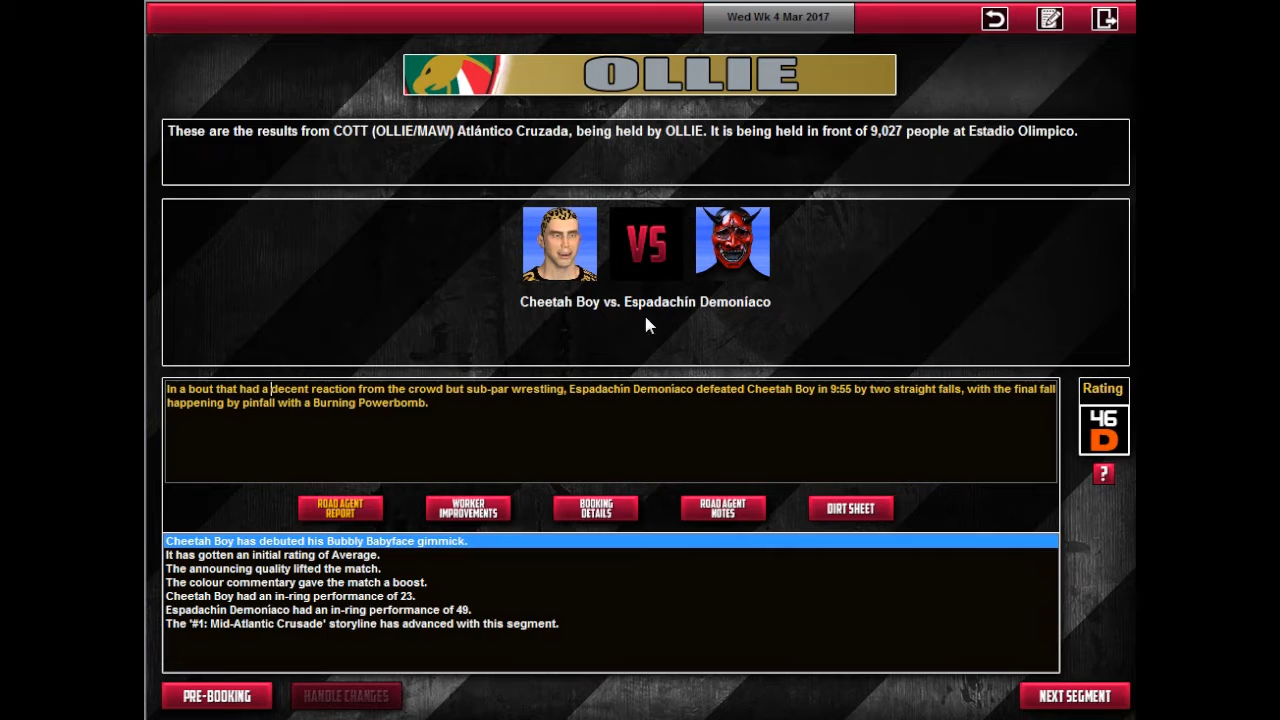 Wed Wk 4 Mar 2017
OLLIE
These are the results from COTT (OLLIE/MAW) Atlántico Cruzada, being held by OLLIE. It is being held in front of 9,027 people at Estadio Olimpico.
VS
Cheetah Boy vs. Espadachín Demoníaco
In a bout that had a decent reaction from the crowd but sub-par wrestling, Espadachín Demoníaco defeated Cheetah Boy in 9:55 by two straight falls, with the final fall
happening by pinfall with a Burning Powerbomb.
Rating
46
D
?
ROAD AGENT
REPORT
WORKER
IMPROVEMENTS
BOOKING
DETAILS
ROAD AGENT
NOTES
DIRT SHEET
Cheetah Boy has debuted his Bubbly Babyface gimmick.
It has gotten an initial rating of Average.
The announcing quality lifted the match.
The colour commentary gave the match a boost.
Cheetah Boy had an in-ring performance of 23.
Espadachín Demoníaco had an in-ring performance of 49.
The '#1: Mid-Atlantic Crusade' storyline has advanced with this segment.
PRE-BOOKING
HANDLE CHANGES
NEXT SEGMENT